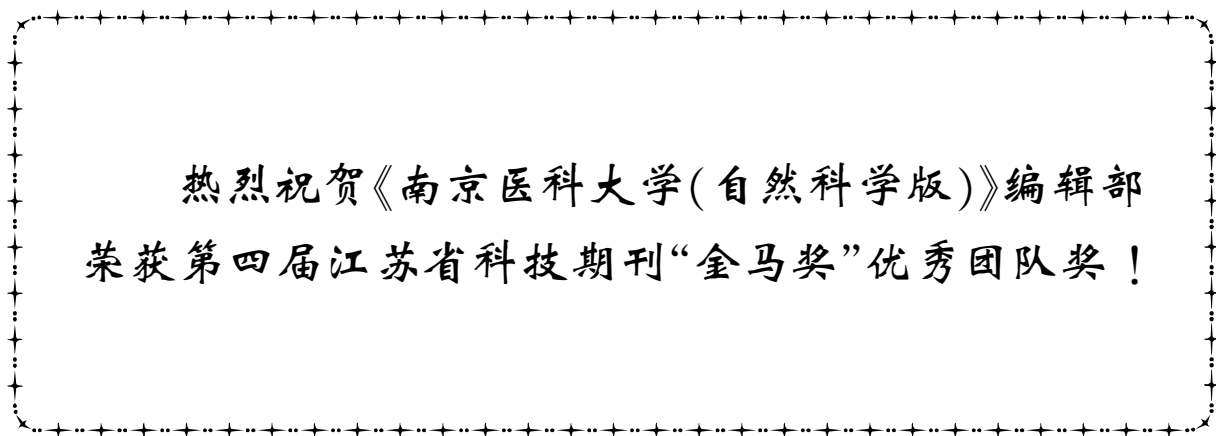 热烈祝贺《南京医科大学(自然科学版)》编辑部
荣获第四届江苏省科技期刊“金马奖”优秀团队奖！